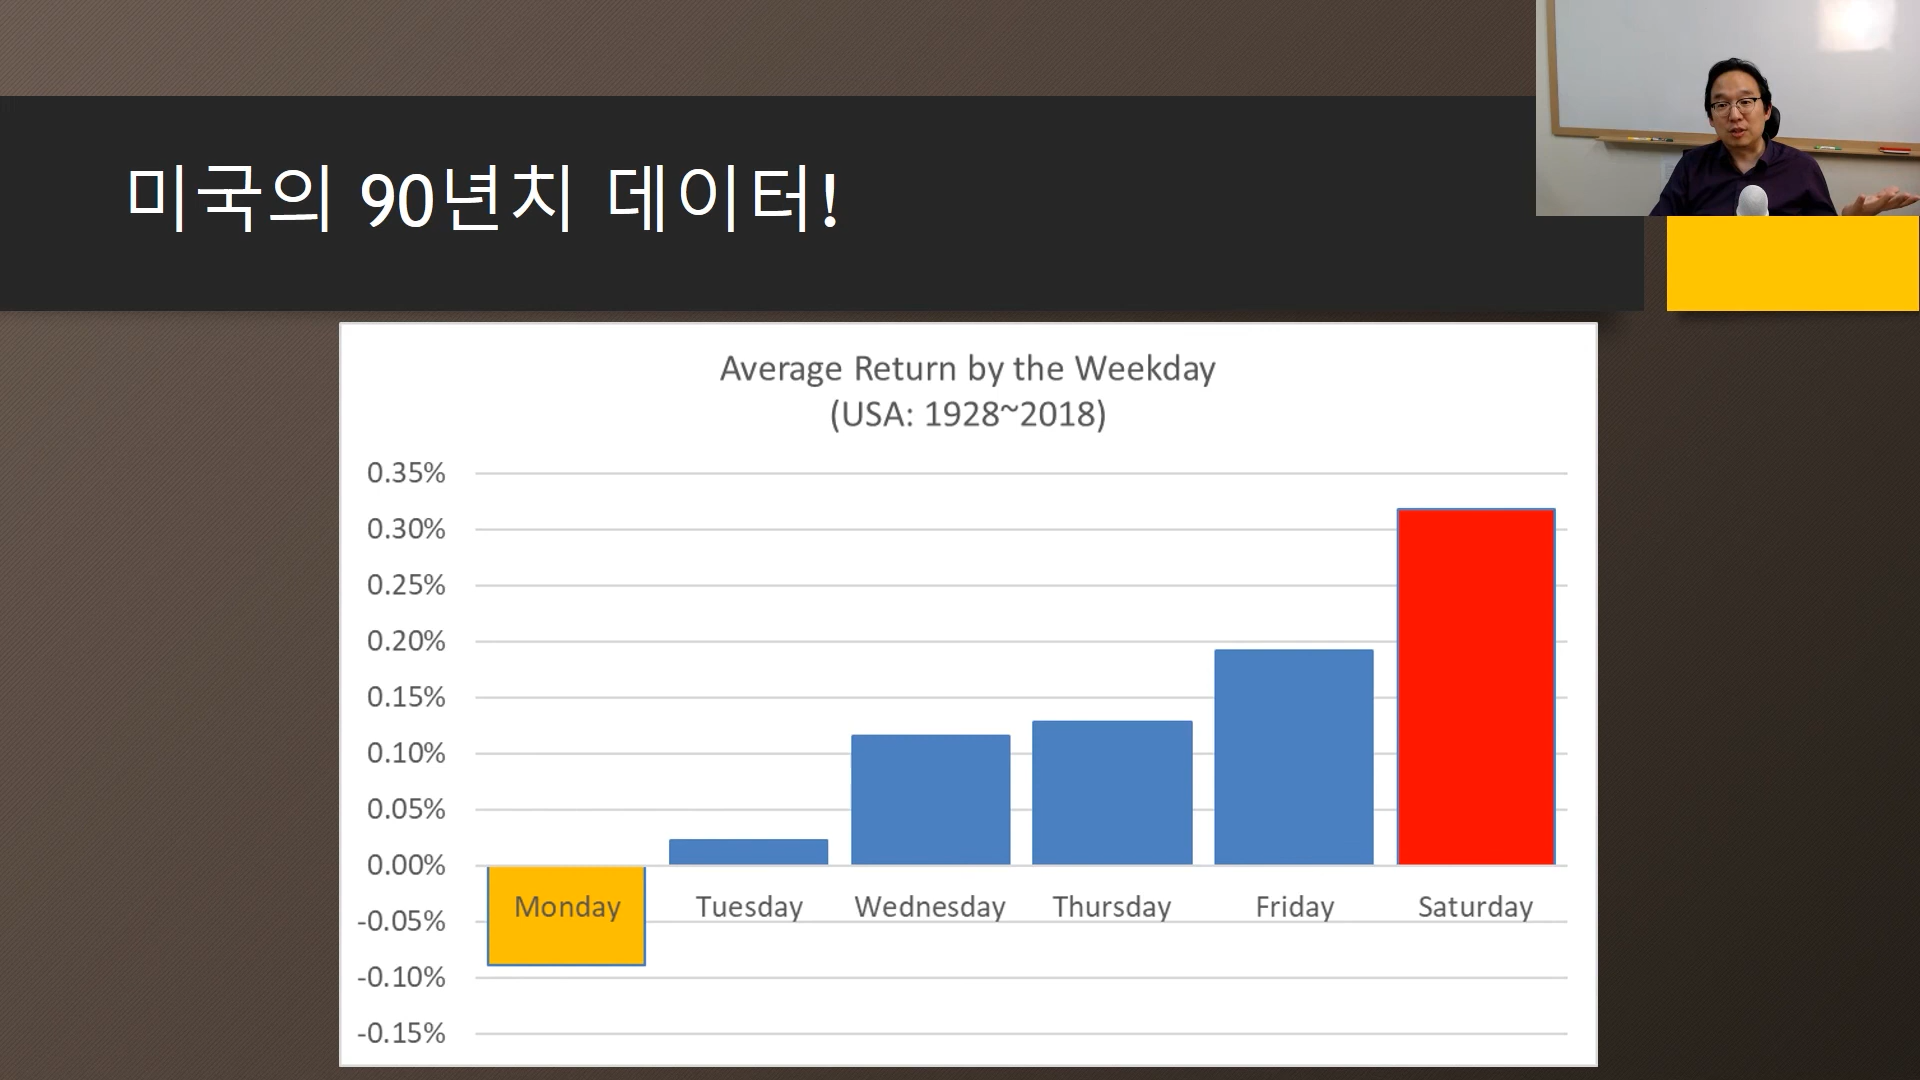 미국의 90년치 데이터!
Average Return by the Weekday
(USA: 1928~2018)
0.35%
0.30%
0.25%
0.20%
0.15%
0.10%
0.05%
0.00%
-0.05%
-0.10%
-0.15%
Monday
Tuesday
Wednesday
Thursday
Friday
Saturday